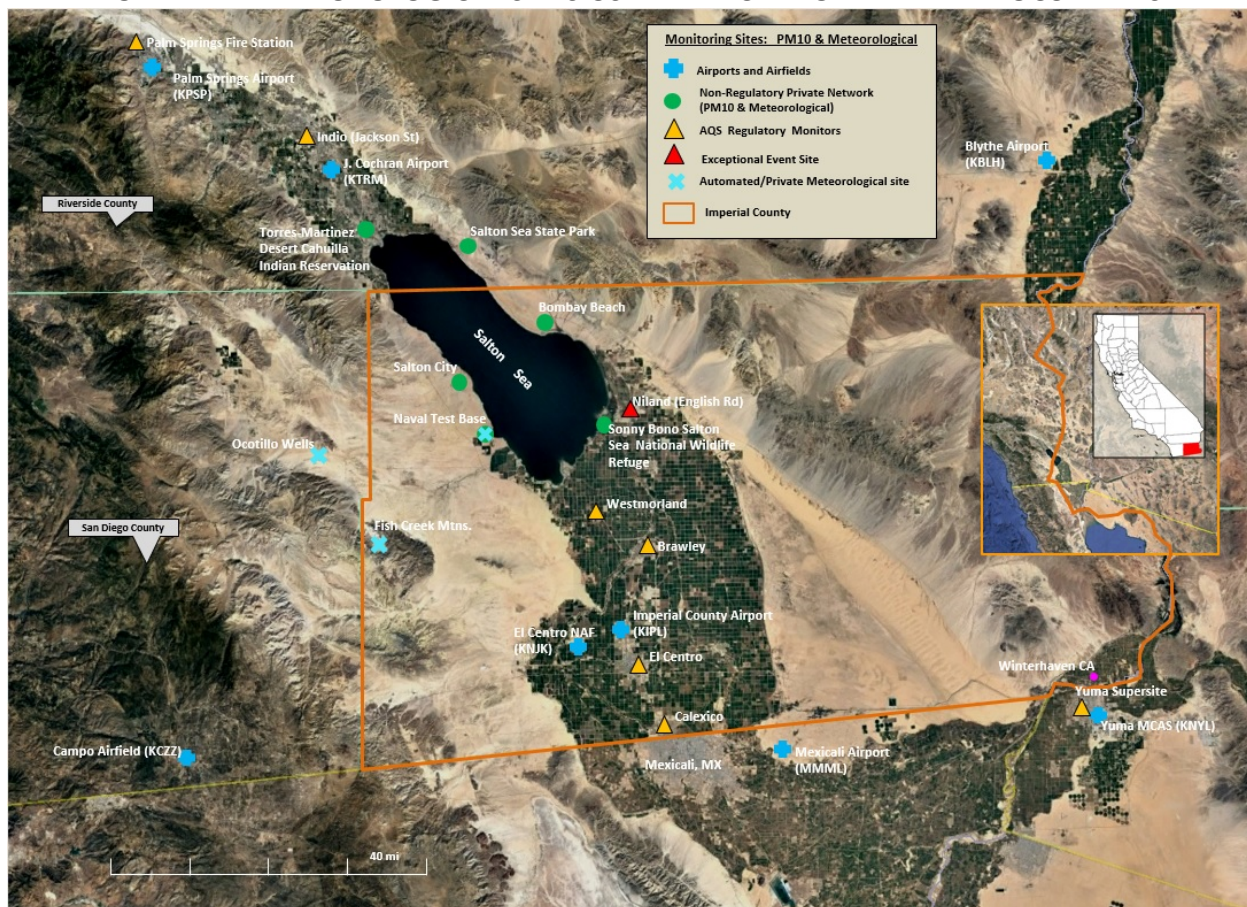 Palm Springs Fire Station
Palm Springs Airport
(KPSP)
Indio (Jackson St)
J. Cochran Airport
(KTRM)
Riverside County
Torres-Martinez
Desert Cahuilla
Indian Reservation
Salton Sea State Park
Monitoring Sites: PM10 & Meteorological
Airports and Airfields
Non-Regulatory Private Network
(PM10 & Meteorological)
AQS Regulatory Monitors
Exceptional Event Site
Automated/Private Meteorological site
Imperial County
Blythe Airport
(KBLH)
Bombay Beach
Salton Sea
Salton City
Naval Test Base
Niland (English Rd)
Sonny Bono Salton
Sea National Wildlife
Refuge
Ocotillo Wells
Westmorland
San Diego County
Fish Creek Mtns.
Brawley
Imperial County Airport
(KIPL)
El Centro NAF
(KNJK)
El Centro
Winterhaven CA
Yuma Supersite
Yuma MCAS (KNYL)
Calexico
Campo Airfield (KCZZ)
Mexicali Airport
(MMML)
Mexicali, MX
40 mi